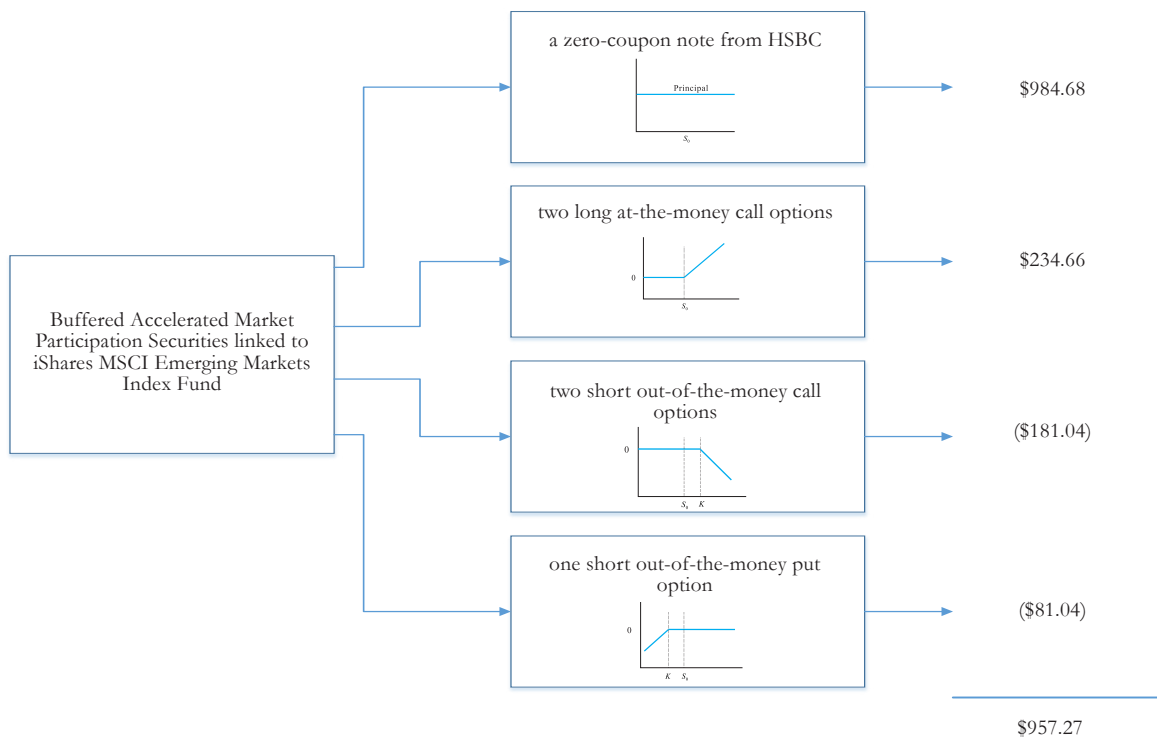 a zero-coupon note from HSBC
Principal
S₀
$984.68
two long at-the-money call options
0
S₀
$234.66
Buffered Accelerated Market
Participation Securities linked to
iShares MSCI Emerging Markets
Index Fund
two short out-of-the-money call
options
0
S₀ K
($181.04)
one short out-of-the-money put
option
0
K S₀
($81.04)
$957.27